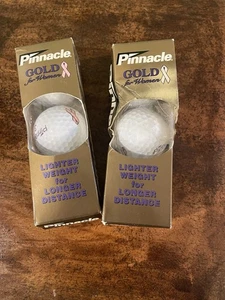 Pinnacle
GOLD
for Women
LIGHTER
WEIGHT
for
LONGER
DISTANCE
Pinnacle
GOLD
for Women
LIGHTER
WEIGHT
for
LONGER
DISTANCE